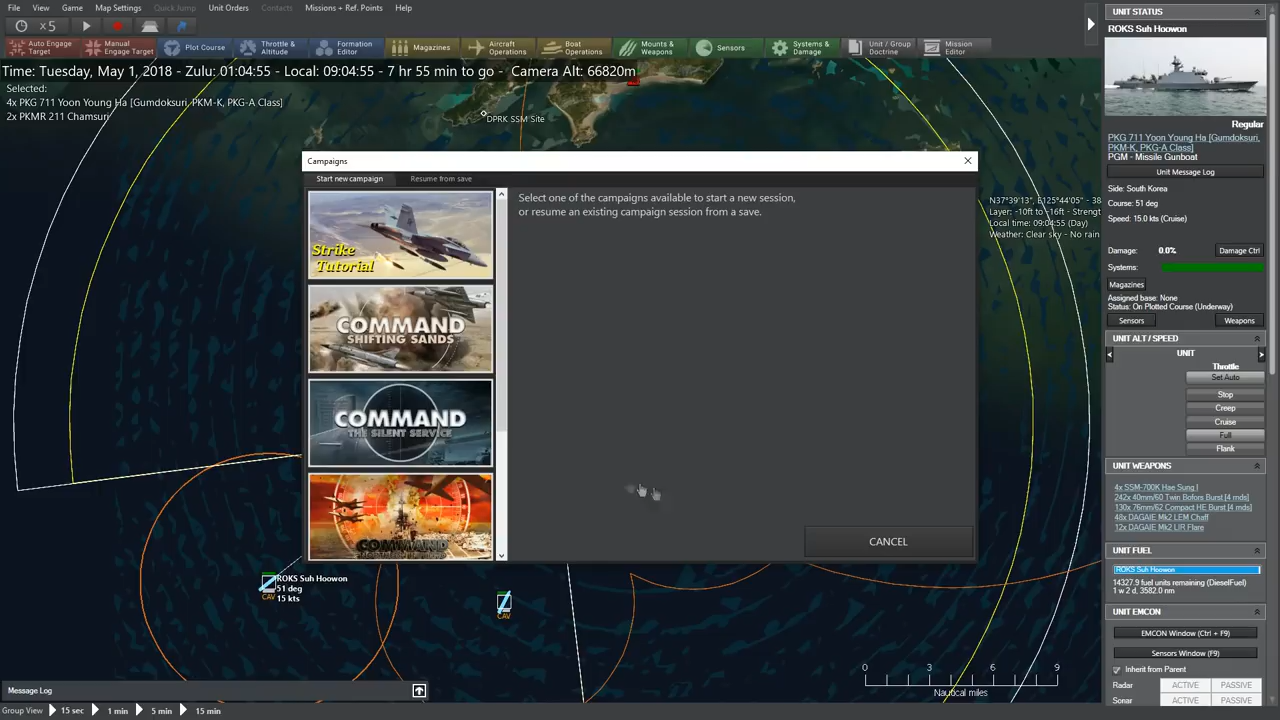 File View Game Map Settings Quick Jump Unit Orders Contacts Missions + Ref. Points Help
×5
Auto Engage Target
Manual Engage Target
Plot Course
Throttle & Altitude
Formation Editor
Magazines
Aircraft Operations
Boat Operations
Mounts & Weapons
Sensors
Systems & Damage
Unit / Group Doctrine
Mission Editor
Time: Tuesday, May 1, 2018 - Zulu: 01:04:55 - Local: 09:04:55 - 7 hr 55 min to go - Camera Alt: 66820m
Selected:
4x PKG 711 Yoon Young Ha [Gumdoksuri, PKM-K, PKG-A Class]
2x PKMR 211 Chamsuri
DPRK SSM Site
Campaigns
Start new campaign Resume from save
Select one of the campaigns available to start a new session,
or resume an existing campaign session from a save.
Strike
Tutorial
COMMAND
SHIFTING SANDS
COMMAND
THE SILENT SERVICE
COMMAND
CANCEL
N37°39'13", E125°44'05" - 38
Layer: -10ft to -16ft - Strengt
Local time: 09:04:55 (Day)
Weather: Clear sky - No rain
ROKS Suh Hoowon
51 deg
15 kts
CAV
CAV
0 3 6 9
Nautical miles
Message Log
Group View 15 sec 1 min 5 min 15 min
UNIT STATUS
ROKS Suh Hoowon
Regular
PKG 711 Yoon Young Ha [Gumdoksuri,
PKM-K, PKG-A Class]
PGM - Missile Gunboat
Unit Message Log
Side: South Korea
Course: 51 deg
Speed: 15.0 kts (Cruise)
Damage: 0.0% Damage Ctrl
Systems:
Magazines
Assigned base: None
Status: On Plotted Course (Underway)
Sensors Weapons
UNIT ALT / SPEED
UNIT
Throttle
Set Auto
Stop
Creep
Cruise
Full
Flank
UNIT WEAPONS
4x SSM-700K Hae Sung I
242x 40mm/60 Twin Bofors Burst [4 rnds]
130x 76mm/62 Compact HE Burst [4 rnds]
48x DAGAIE Mk2 LEM Chaff
12x DAGAIE Mk2 LIR Flare
UNIT FUEL
ROKS Suh Hoowon
14327.9 fuel units remaining (DieselFuel)
1 w 2 d, 3582.0 nm
UNIT EMCON
EMCON Window (Ctrl + F9)
Sensors Window (F9)
Inherit from Parent
Radar ACTIVE PASSIVE
Sonar ACTIVE PASSIVE